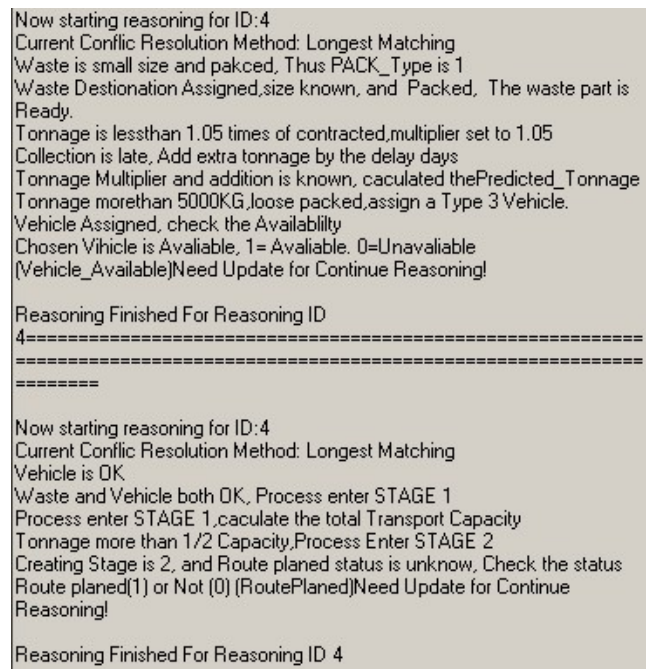 Now starting reasoning for ID:4
Current Conflic Resolution Method: Longest Matching
Waste is small size and pakced, Thus PACK_Type is 1
Waste Destionation Assigned,size known, and  Packed,  The waste part is
Ready.
Tonnage is lessthan 1.05 times of contracted,multiplier set to 1.05
Collection is late, Add extra tonnage by the delay days
Tonnage Multiplier and addition is known, caculated thePredicted_Tonnage
Tonnage morethan 5000KG,loose packed,assign a Type 3 Vehicle.
Vehicle Assigned, check the Availablilty
Chosen Vihicle is Avaliable, 1= Avaliable. 0=Unavaliable
(Vehicle_Available)Need Update for Continue Reasoning!
Reasoning Finished For Reasoning ID
4===========================================================
============================================================
========
Now starting reasoning for ID:4
Current Conflic Resolution Method: Longest Matching
Vehicle is OK
Waste and Vehicle both OK, Process enter STAGE 1
Process enter STAGE 1,caculate the total Transport Capacity
Tonnage more than 1/2 Capacity,Process Enter STAGE 2
Creating Stage is 2, and Route planed status is unknow, Check the status
Route planed(1) or Not (0) (RoutePlaned)Need Update for Continue
Reasoning!
Reasoning Finished For Reasoning ID 4